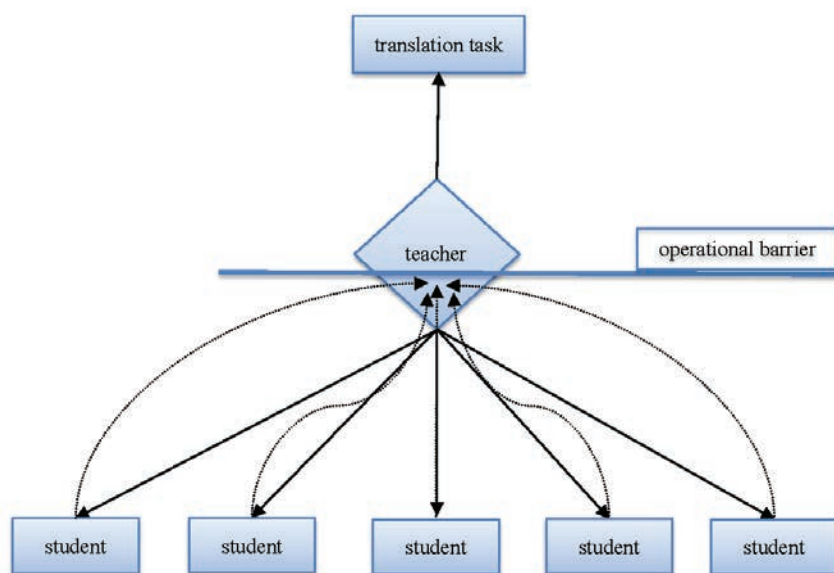 translation task
teacher
operational barrier
student
student
student
student
student